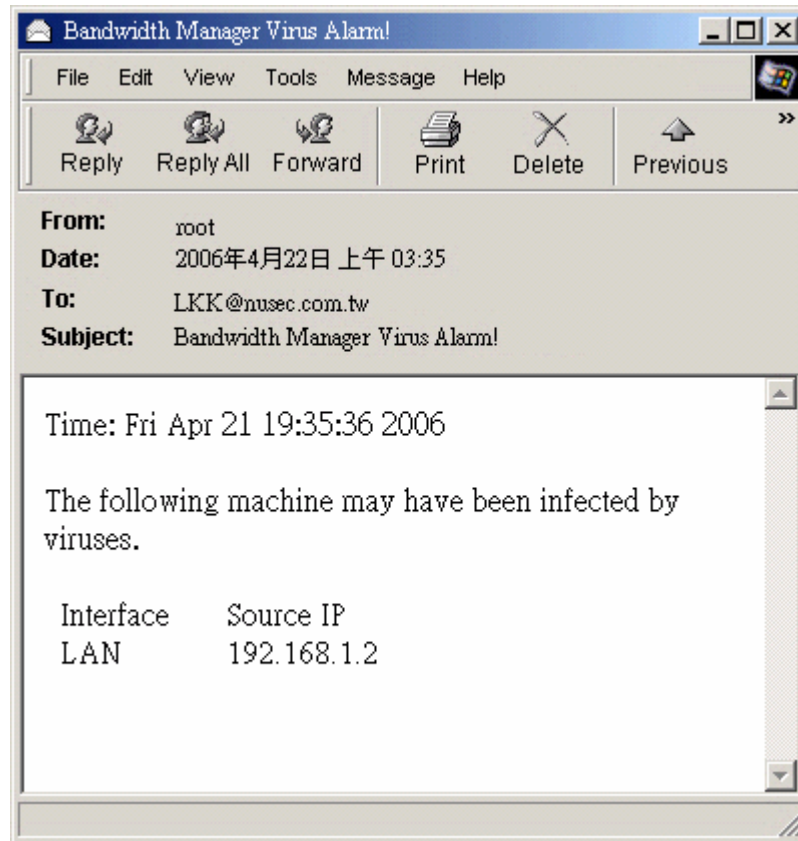 Bandwidth Manager Virus Alarm!
File Edit View Tools Message Help
Reply Reply All Forward Print Delete Previous »
From: root
Date: 2006年4月22日 上午 03:35
To: LKK@nusec.com.tw
Subject: Bandwidth Manager Virus Alarm!
Time: Fri Apr 21 19:35:36 2006
The following machine may have been infected by
viruses.
Interface Source IP
LAN 192.168.1.2